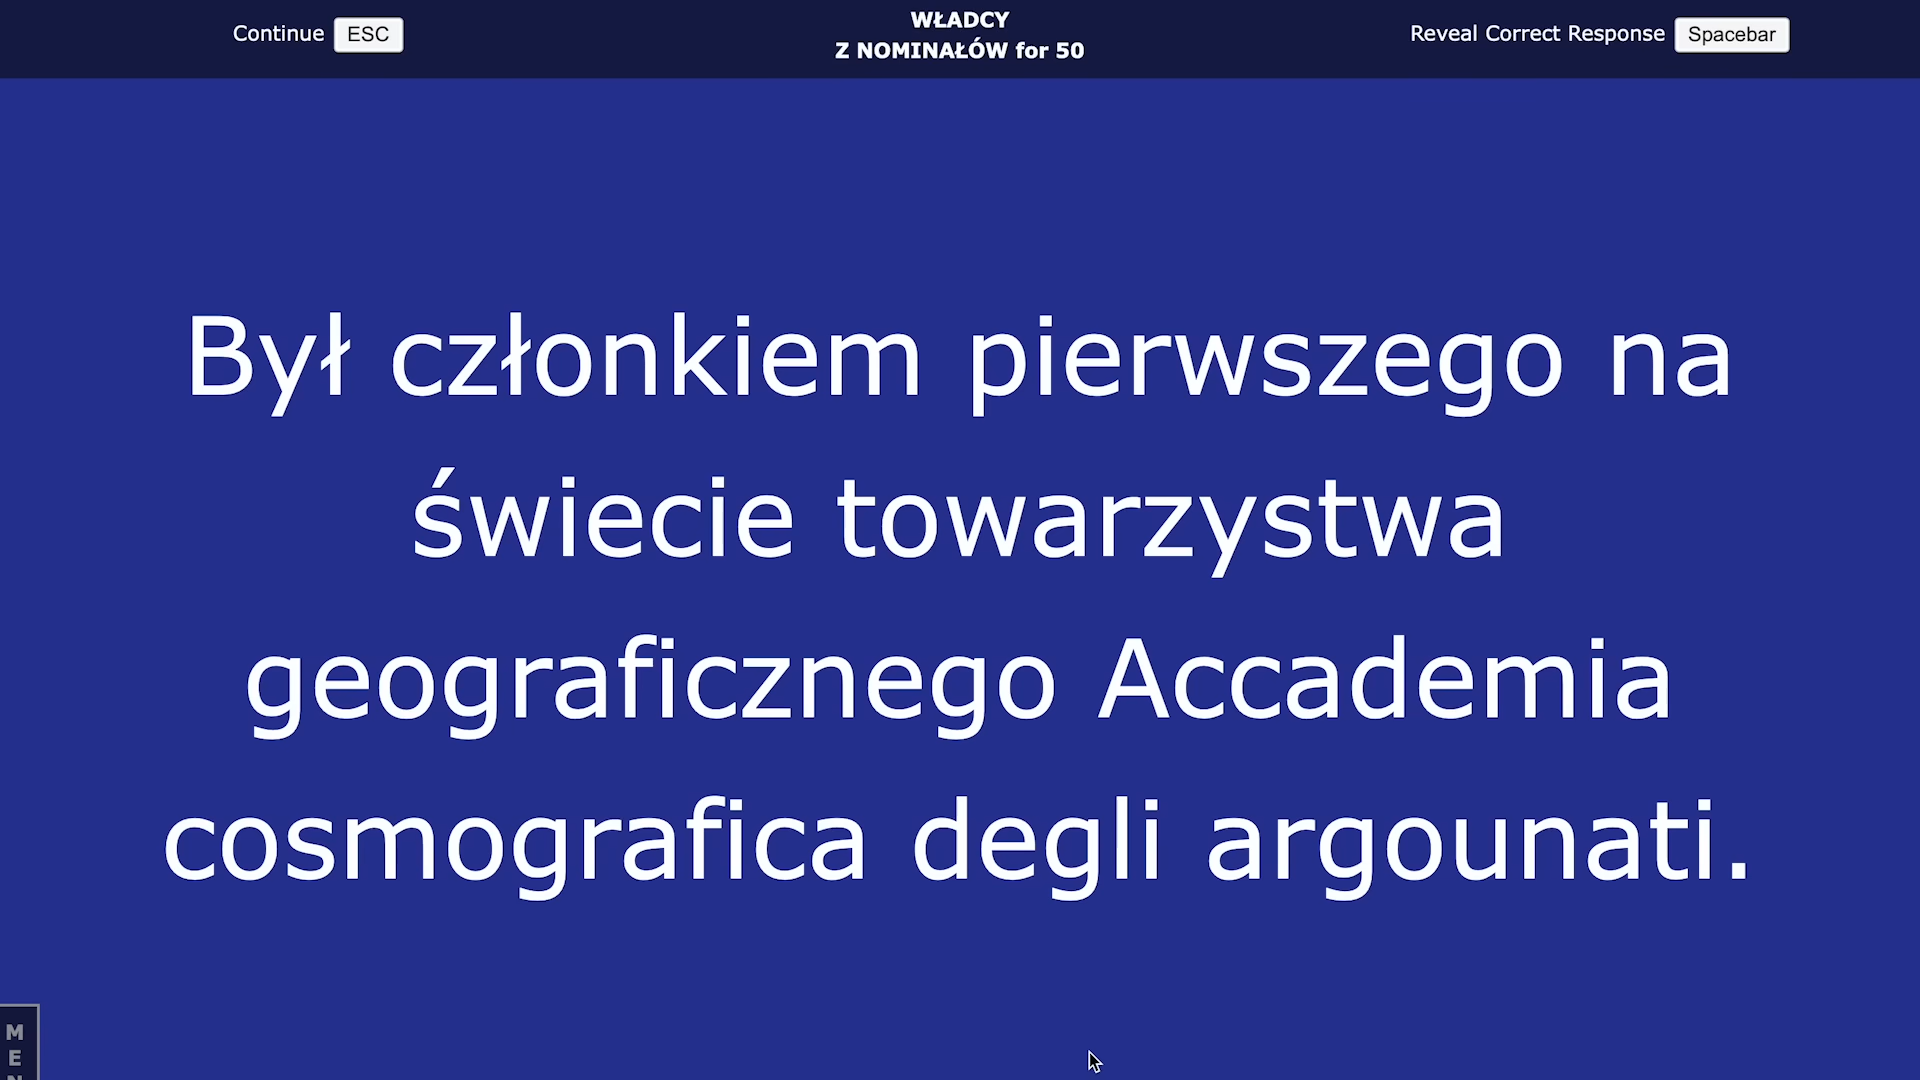 Continue ESC
WŁADCY
Z NOMINAŁÓW for 50
Reveal Correct Response Spacebar
Był członkiem pierwszego na
świecie towarzystwa
geograficznego Accademia
cosmografica degli argounati.
M
E
N